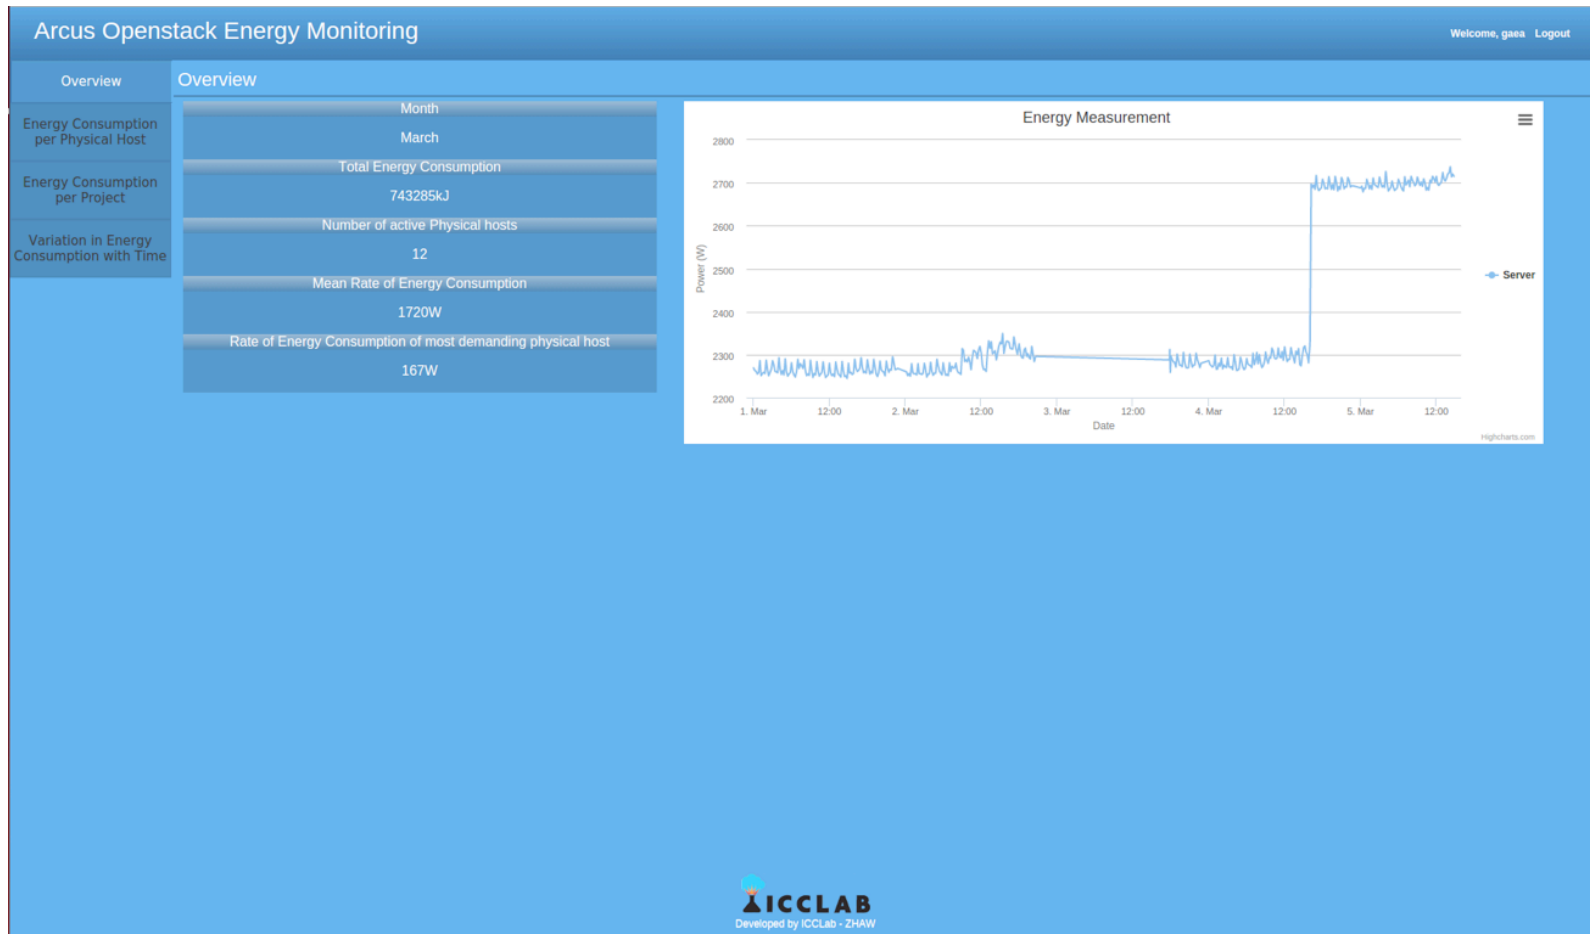 Arcus Openstack Energy Monitoring
Welcome, gaea Logout
Overview
Energy Consumption
per Physical Host
Energy Consumption
per Project
Variation in Energy
Consumption with Time
Overview
Month
March
Total Energy Consumption
743285kJ
Number of active Physical hosts
12
Mean Rate of Energy Consumption
1720W
Rate of Energy Consumption of most demanding physical host
167W
Energy Measurement
Power (W)
2800
2700
2600
2500
2400
2300
2200
1. Mar 12:00 2. Mar 12:00 3. Mar 12:00 4. Mar 12:00 5. Mar 12:00
Date
Server
Highcharts.com
ICCLAB
Developed by ICCLab - ZHAW